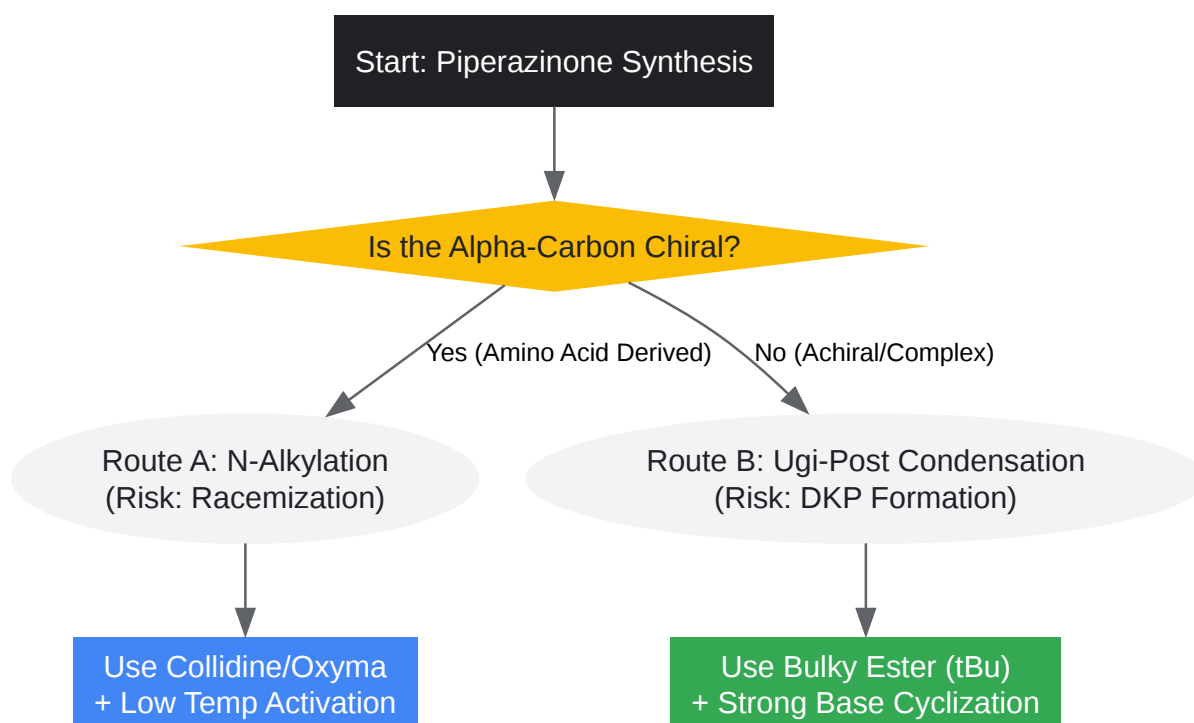 Start: Piperazinone Synthesis
Is the Alpha-Carbon Chiral?
Yes (Amino Acid Derived)
No (Achiral/Complex)
Route A: N-Alkylation
(Risk: Racemization)
Route B: Ugi-Post Condensation
(Risk: DKP Formation)
Use Collidine/Oxyma
+ Low Temp Activation
Use Bulky Ester (tBu)
+ Strong Base Cyclization